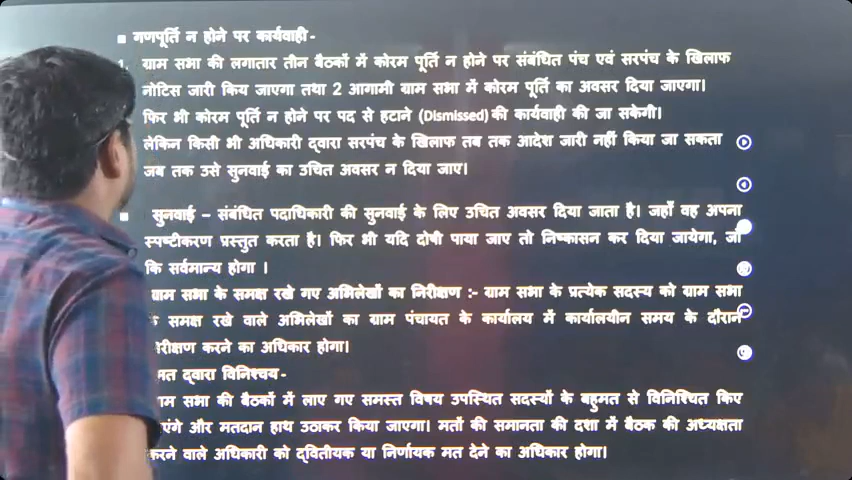 ▪ गणपूर्ति न होने पर कार्यवाही -
1. ग्राम सभा की लगातार तीन बैठकों में कोरम पूर्ति न होने पर संबंधित पंच एवं सरपंच के खिलाफ
नोटिस जारी किय जाएगा तथा 2 आगामी ग्राम सभा में कोरम पूर्ति का अवसर दिया जाएगा।
फिर भी कोरम पूर्ति न होने पर पद से हटाने (Dismissed) की कार्यवाही की जा सकेगी।
लेकिन किसी भी अधिकारी द्वारा सरपंच के खिलाफ तब तक आदेश जारी नहीं किया जा सकता
जब तक उसे सुनवाई का उचित अवसर न दिया जाए।
▪ सुनवाई – संबंधित पदाधिकारी की सुनवाई के लिए उचित अवसर दिया जाता है। जहाँ वह अपना
स्पष्टीकरण प्रस्तुत करता है। फिर भी यदि दोषी पाया जाए तो निष्कासन कर दिया जायेगा, जो
कि सर्वमान्य होगा ।
ग्राम सभा के समक्ष रखे गए अभिलेखों का निरीक्षण :- ग्राम सभा के प्रत्येक सदस्य को ग्राम सभा
समक्ष रखे वाले अभिलेखों का ग्राम पंचायत के कार्यालय में कार्यालयीन समय के दौरान
रीक्षण करने का अधिकार होगा।
मत द्वारा विनिश्चय -
ाम सभा की बैठकों में लाए गए समस्त विषय उपस्थित सदस्यों के बहुमत से विनिश्चित किए
एंगे और मतदान हाथ उठाकर किया जाएगा। मतों की समानता की दशा में बैठक की अध्यक्षता
करने वाले अधिकारी को द्वितीयक या निर्णायक मत देने का अधिकार होगा।